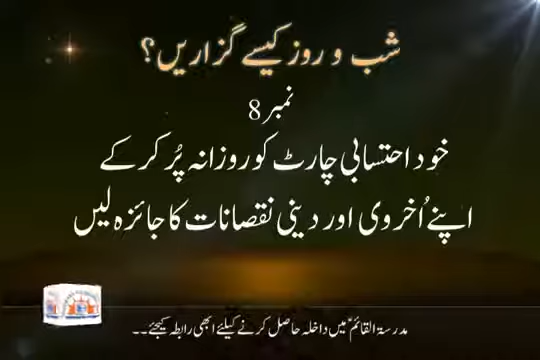 شب و روز کیسے گزاریں؟
نمبر 8
خود احتسابی چارٹ کو روزانہ پُر کر کے
اپنے اُخروی اور دینی نقصانات کا جائزہ لیں
مدرسۃ القائمؑ میں داخلہ حاصل کرنے کیلئے ابھی رابطہ کیجئے۔۔